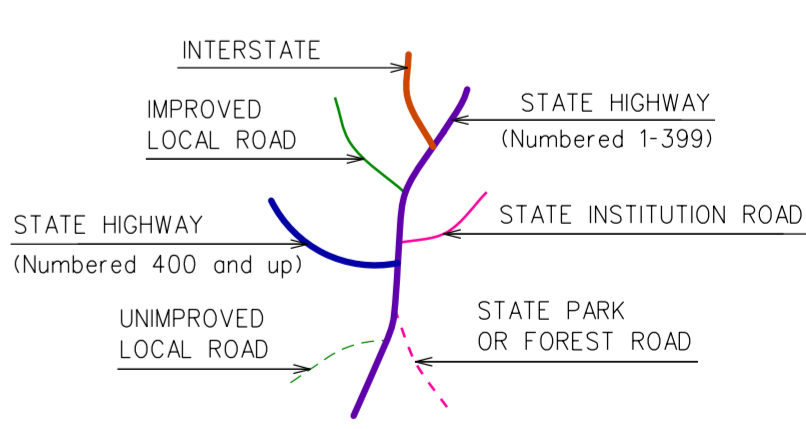 INTERSTATE
IMPROVED
LOCAL ROAD
STATE HIGHWAY
(Numbered 1-399)
STATE HIGHWAY
(Numbered 400 and up)
STATE INSTITUTION ROAD
UNIMPROVED
LOCAL ROAD
STATE PARK
OR FOREST ROAD